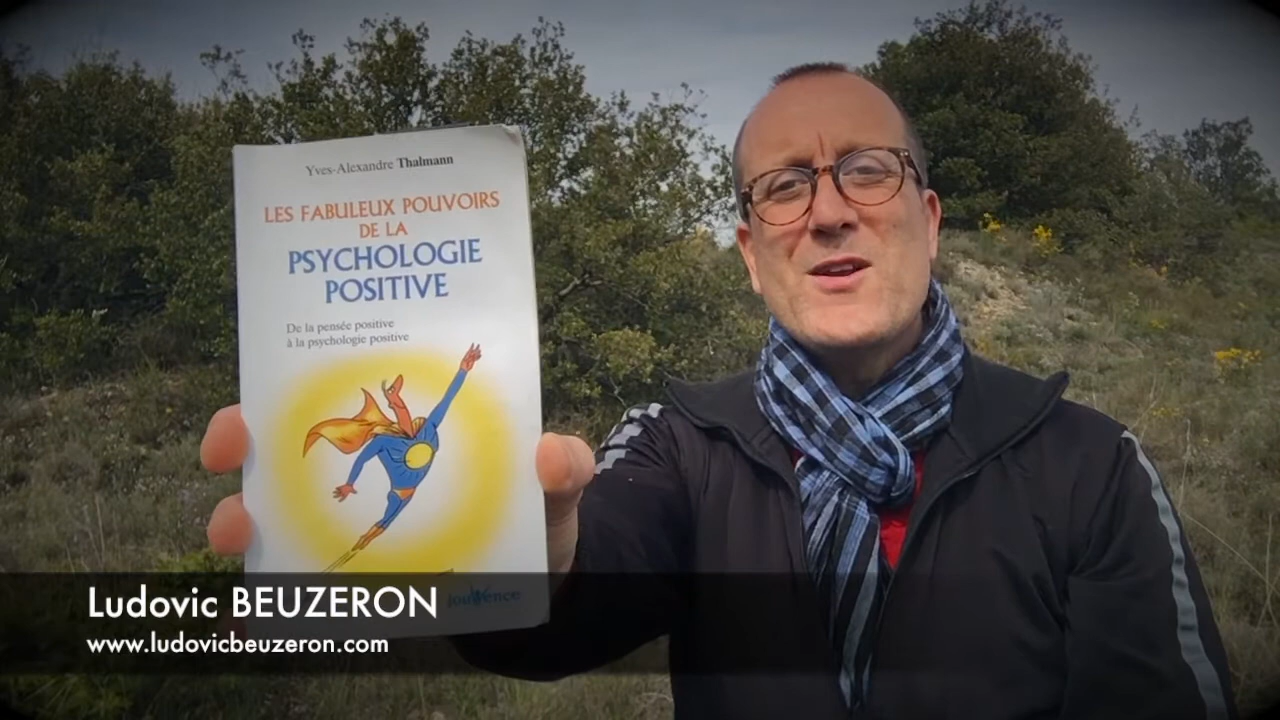 Yves-Alexandre Thalmann
LES FABULEUX POUVOIRS
DE LA
PSYCHOLOGIE
POSITIVE
De la pensée positive
à la psychologie positive
jouvence
Ludovic BEUZERON
www.ludovicbeuzeron.com